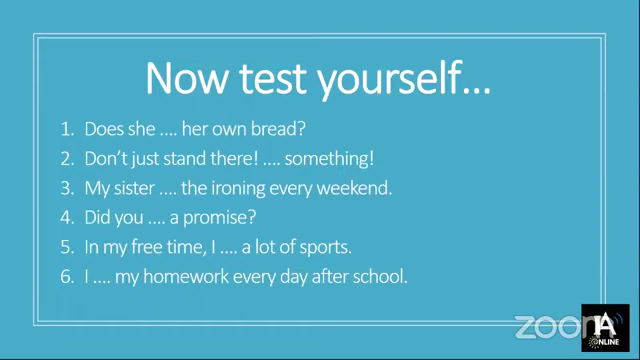 Now test yourself...
1. Does she .... her own bread?
2. Don't just stand there! .... something!
3. My sister .... the ironing every weekend.
4. Did you .... a promise?
5. In my free time, I .... a lot of sports.
6. I .... my homework every day after school.
zoom
1A
ONLINE